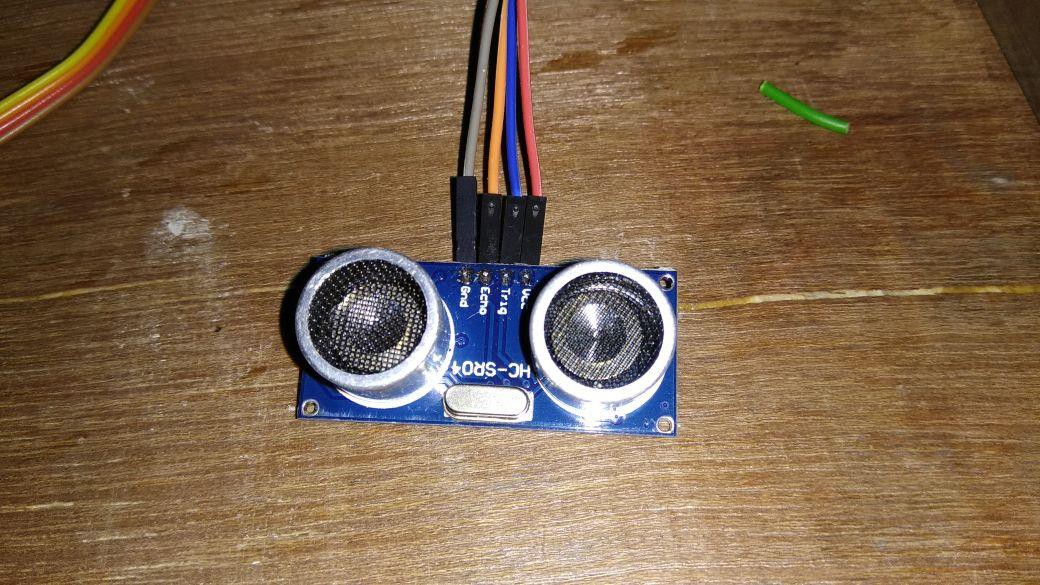 Gnd
Echo
Trig
Vcc
HC-SR04